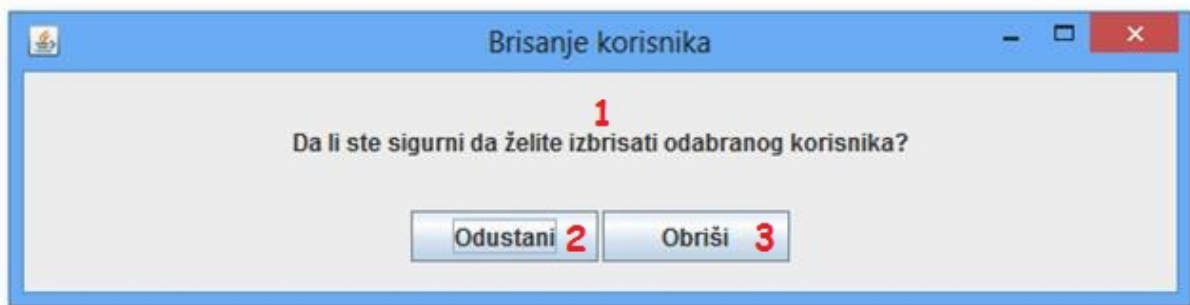 Brisanje korisnika
1
Da li ste sigurni da želite izbrisati odabranog korisnika?
Odustani 2 Obriši 3